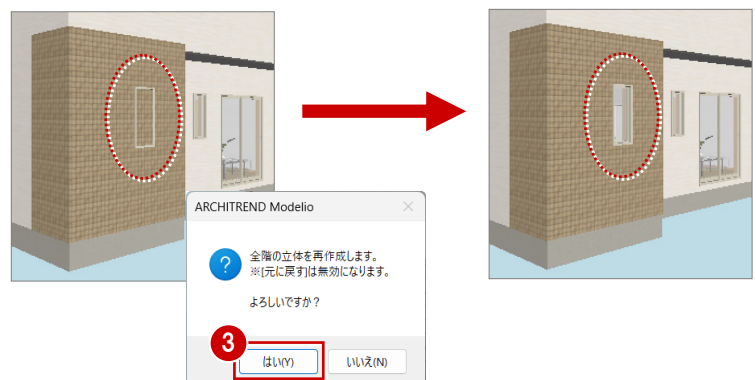 ARCHITREND Modelio
全階の立体を再作成します。
※[元に戻す]は無効になります。
よろしいですか？
3
はい(Y)
いいえ(N)